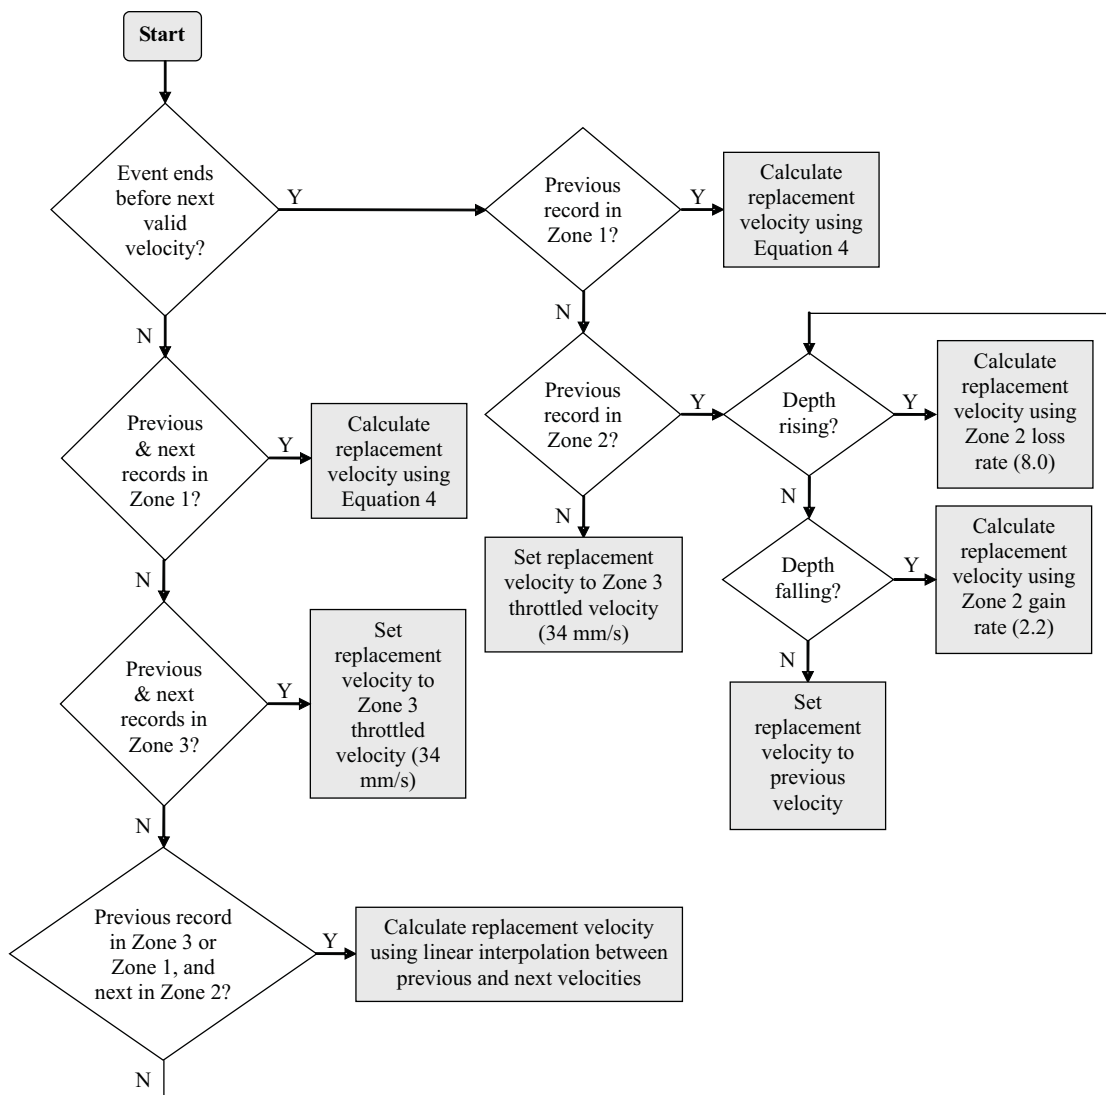 Start
Event ends
before next
valid
velocity?
Y
N
Previous
record in
Zone 1?
Y
N
Calculate
replacement
velocity using
Equation 4
Previous
& next
records in
Zone 1?
Y
N
Calculate
replacement
velocity using
Equation 4
Previous
record in
Zone 2?
Y
N
Depth
rising?
Y
N
Calculate
replacement
velocity using
Zone 2 loss
rate (8.0)
Set replacement
velocity to Zone 3
throttled velocity
(34 mm/s)
Depth
falling?
Y
N
Calculate
replacement
velocity using
Zone 2 gain
rate (2.2)
Set
replacement
velocity to
previous
velocity
Previous
& next
records in
Zone 3?
Y
N
Set
replacement
velocity to
Zone 3
throttled
velocity (34
mm/s)
Previous record
in Zone 3 or
Zone 1, and
next in Zone 2?
Y
N
Calculate replacement velocity
using linear interpolation between
previous and next velocities